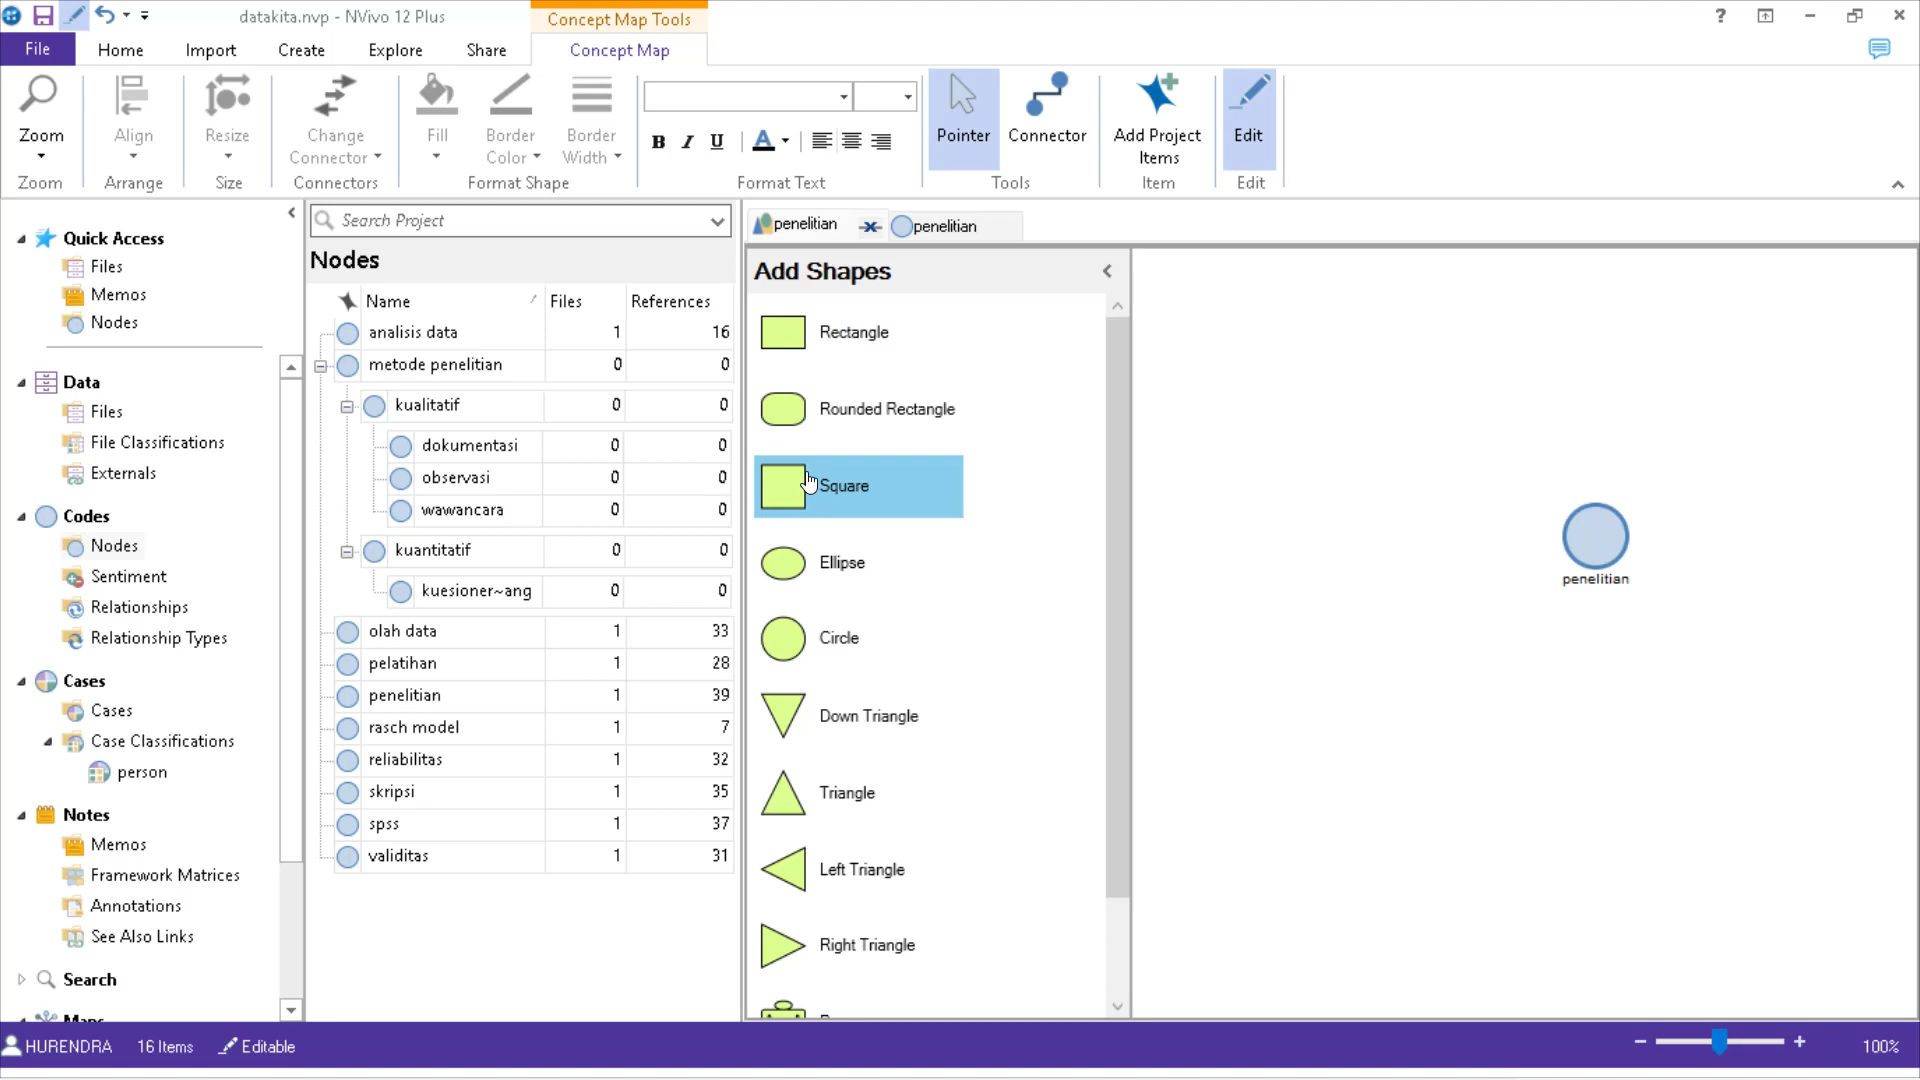 datakita.nvp - NVivo 12 Plus
Concept Map Tools
File Home Import Create Explore Share Concept Map
Zoom
Align
Resize
Change Connector
Fill
Border Color
Border Width
B I U A
Pointer
Connector
Add Project Items
Edit
Zoom Arrange Size Connectors Format Shape Format Text Tools Item Edit
Quick Access
Files
Memos
Nodes
Data
Files
File Classifications
Externals
Codes
Nodes
Sentiment
Relationships
Relationship Types
Cases
Cases
Case Classifications
person
Notes
Memos
Framework Matrices
Annotations
See Also Links
Search
Maps
Search Project
Nodes
Name Files References
analisis data 1 16
metode penelitian 0 0
kualitatif 0 0
dokumentasi 0 0
observasi 0 0
wawancara 0 0
kuantitatif 0 0
kuesioner~ang 0 0
olah data 1 33
pelatihan 1 28
penelitian 1 39
rasch model 1 7
reliabilitas 1 32
skripsi 1 35
spss 1 37
validitas 1 31
penelitian penelitian
Add Shapes
Rectangle
Rounded Rectangle
Square
Ellipse
Circle
Down Triangle
Triangle
Left Triangle
Right Triangle
penelitian
HURENDRA 16 Items Editable 100%